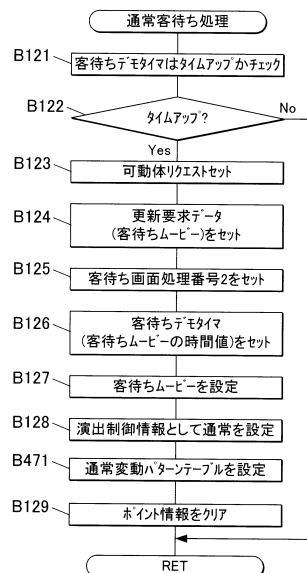 通常客待ち処理
B121
客待ちデモタイマはタイムアップかチェック
B122
タイムアップ?
No
Yes
B123
可動体リクエストセット
B124
更新要求データ
(客待ちムービー)をセット
B125
客待ち画面処理番号2をセット
B126
客待ちデモタイマ
(客待ちムービーの時間値)をセット
B127
客待ちムービーを設定
B128
演出制御情報として通常を設定
B471
通常変動パターンテーブルを設定
B129
ポイント情報をクリア
RET